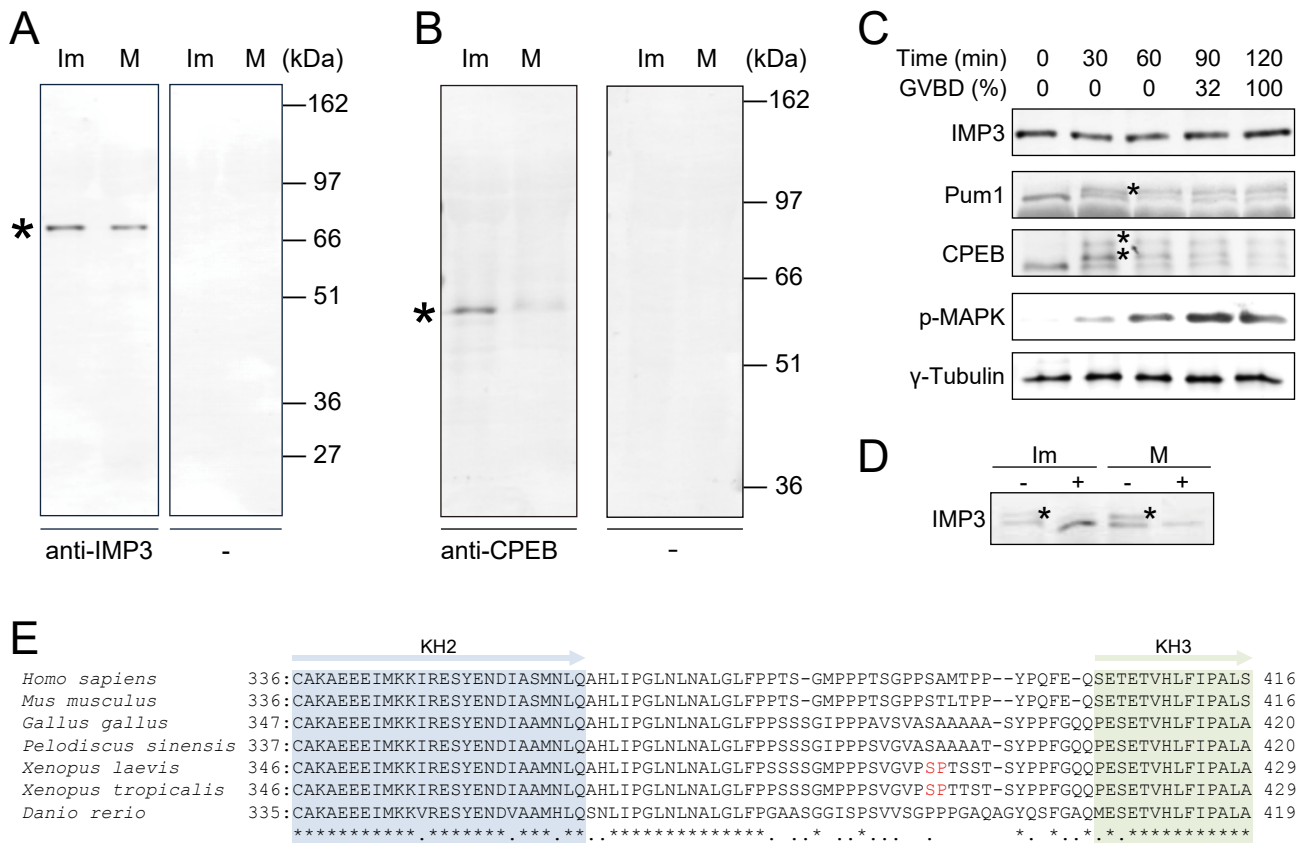 A
Im M Im M (kDa)
162
97
66
51
36
27
*
anti-IMP3 -
B
Im M Im M (kDa)
162
97
66
51
36
*
anti-CPEB -
C
Time (min) 0 30 60 90 120
GVBD (%) 0 0 0 32 100
IMP3
Pum1 *
CPEB * *
p-MAPK
γ-Tubulin
D
Im M
- + - +
IMP3 * *
E
KH2 KH3
Homo sapiens 336:CAKAEEEIMKKIRESYENDIASMNLQAHLIPGLNLNALGLFPPTS-GMPPPTSGPPSAMTPP--YPQFE-QSETETVHLFIPALS 416
Mus musculus 336:CAKAEEEIMKKIRESYENDIASMNLQAHLIPGLNLNALGLFPPTS-GMPPPTSGPPSTLTPP--YPQFE-QSETETVHLFIPALS 416
Gallus gallus 347:CAKAEEEIMKKIRESYENDIAAMNLQAHLIPGLNLNALGLFPPSSSGIPPPAVSVASAAAAA-SYPPFGQQPESETVHLFIPALA 420
Pelodiscus sinensis 337:CAKAEEEIMKKIRESYENDIAAMNLQAHLIPGLNLNALGLFPPSSSGIPPPSVGVASAAAAT-SYPPFGQQPESETVHLFIPALA 420
Xenopus laevis 346:CAKAEEEIMKKIRESYENDIAAMNLQAHLIPGLNLNALGLFPPSSSGMPPPSVGVPSPTSST-SYPPFGQQPESETVHLFIPALA 429
Xenopus tropicalis 346:CAKAEEEIMKKIRESYENDIAAMNLQAHLIPGLNLNALGLFPPSSSGMPPPSVGVPSPTTST-SYPPFGQQPESETVHLFIPALA 429
Danio rerio 335:CAKAEEEVMKKIRESYENDVAAMHLQSNLIPGLNLNALGLFPGAASGGISPSVVSGPPPGAQAGYQSFGAQMESETVHLFIPALA 419